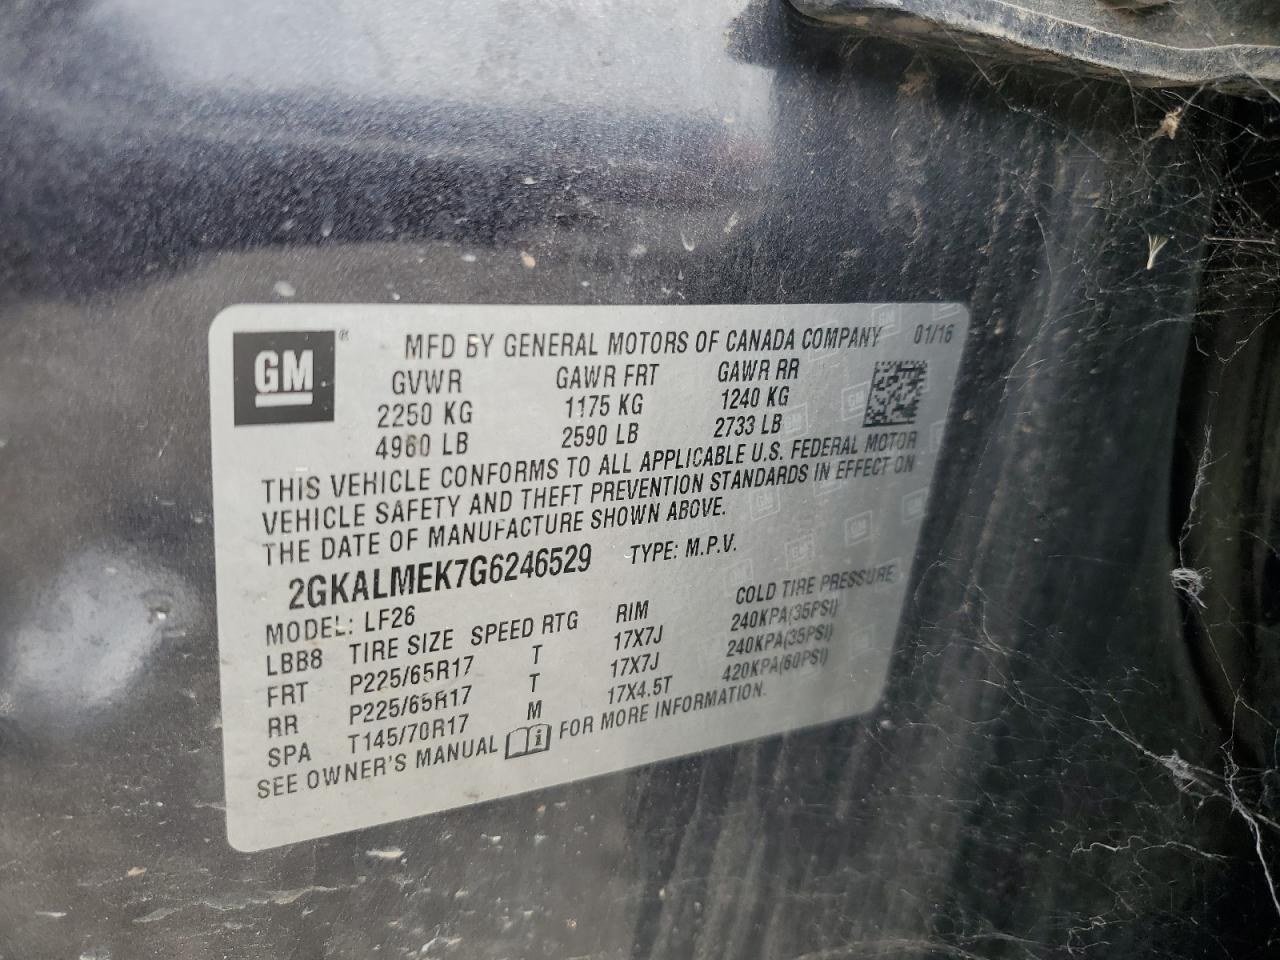 GM ® MFD BY GENERAL MOTORS OF CANADA COMPANY 01/16
GVWR GAWR FRT GAWR RR
2250 KG 1175 KG 1240 KG
4960 LB 2590 LB 2733 LB
THIS VEHICLE CONFORMS TO ALL APPLICABLE U.S. FEDERAL MOTOR
VEHICLE SAFETY AND THEFT PREVENTION STANDARDS IN EFFECT ON
THE DATE OF MANUFACTURE SHOWN ABOVE.
2GKALMEK7G6246529 TYPE: M.P.V.
MODEL: LF26
LBB8 TIRE SIZE SPEED RTG RIM COLD TIRE PRESSURE
FRT P225/65R17 T 17X7J 240KPA(35PSI)
RR P225/65R17 T 17X7J 240KPA(35PSI)
SPA T145/70R17 M 17X4.5T 420KPA(60PSI)
SEE OWNER'S MANUAL FOR MORE INFORMATION.